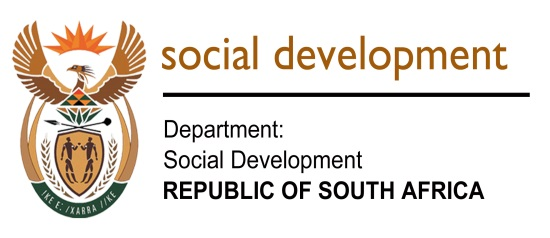 social development
Department:
Social Development
REPUBLIC OF SOUTH AFRICA
!KE E: /XARRA //KE